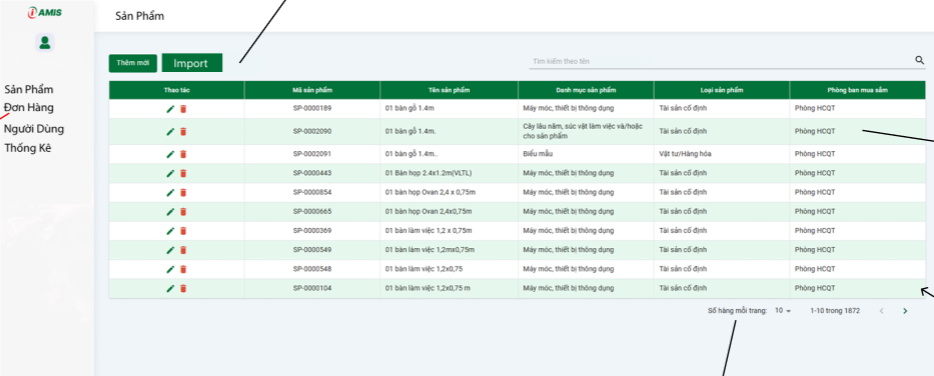 AMIS
Sản Phẩm
Sản Phẩm
Đơn Hàng
Người Dùng
Thống Kê
Thêm mới
Import
Tìm kiếm theo tên
Thao tác Mã sản phẩm Tên sản phẩm Danh mục sản phẩm Loại sản phẩm Phòng ban mua sắm
SP-0000189 01 bàn gỗ 1.4m Máy móc, thiết bị thông dụng Tài sản cố định Phòng HCQT
SP-0002090 01 bàn gỗ 1.4m. Cây lâu năm, súc vật làm việc và/hoặc cho sản phẩm Tài sản cố định Phòng HCQT
SP-0002091 01 bàn gỗ 1.4m.. Biểu mẫu Vật tư/Hàng hóa Phòng HCQT
SP-0000443 01 Bàn họp 2.4x1.2m(VLTL) Máy móc, thiết bị thông dụng Tài sản cố định Phòng HCQT
SP-0000854 01 bàn họp Ovan 2,4 x 0,75m Máy móc, thiết bị thông dụng Tài sản cố định Phòng HCQT
SP-0000665 01 bàn họp Ovan 2,4x0,75m Máy móc, thiết bị thông dụng Tài sản cố định Phòng HCQT
SP-0000369 01 bàn làm việc 1,2 x 0,75m Máy móc, thiết bị thông dụng Tài sản cố định Phòng HCQT
SP-0000549 01 bàn làm việc 1,2mx0,75m Máy móc, thiết bị thông dụng Tài sản cố định Phòng HCQT
SP-0000548 01 bàn làm việc 1,2x0,75 Máy móc, thiết bị thông dụng Tài sản cố định Phòng HCQT
SP-0000104 01 bàn làm việc 1,2x0,75 m Máy móc, thiết bị thông dụng Tài sản cố định Phòng HCQT
Số hàng mỗi trang: 10 1-10 trong 1872